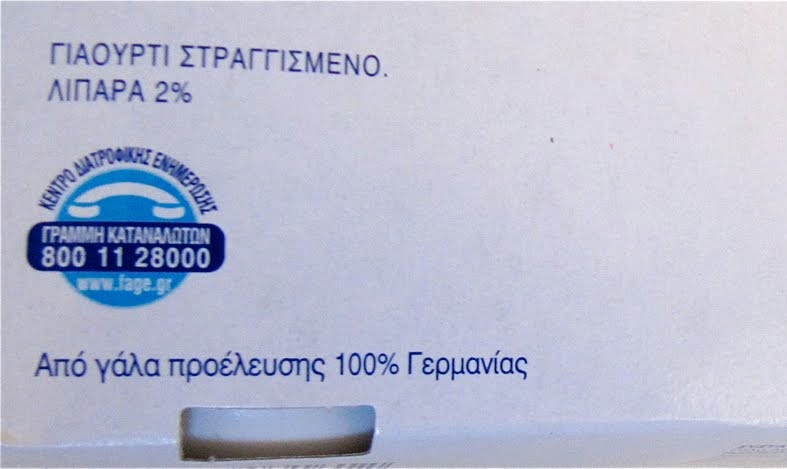 ΓΙΑΟΥΡΤΙ ΣΤΡΑΓΓΙΣΜΕΝΟ.
ΛΙΠΑΡΑ 2%
ΚΕΝΤΡΟ ΔΙΑΤΡΟΦΙΚΗΣ ΕΝΗΜΕΡΩΣΗΣ
ΓΡΑΜΜΗ ΚΑΤΑΝΑΛΩΤΩΝ
800 11 28000
www.fage.gr
Από γάλα προέλευσης 100% Γερμανίας